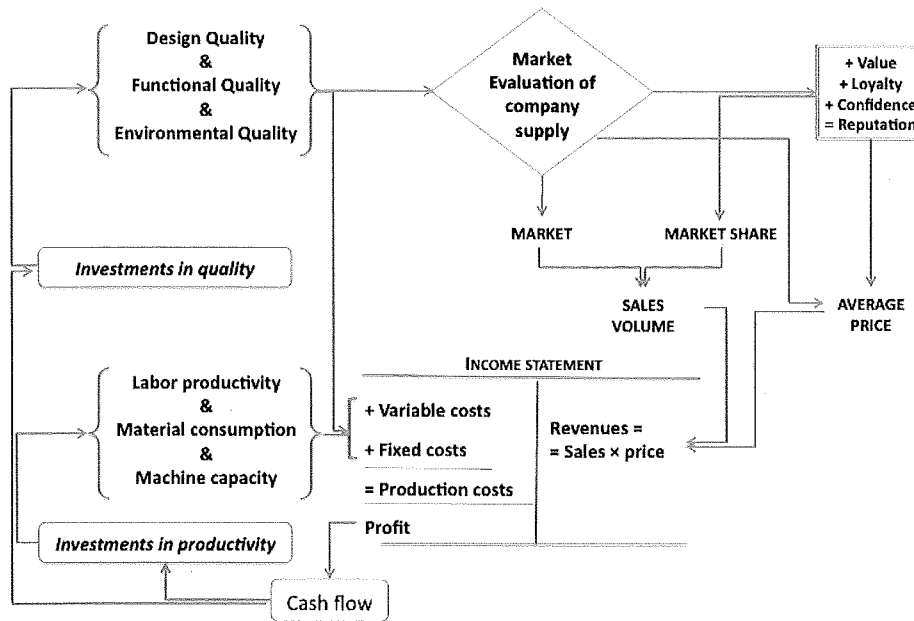 Design Quality
&
Functional Quality
&
Environmental Quality
Market
Evaluation of
company
supply
+ Value
+ Loyalty
+ Confidence
= Reputation
MARKET
MARKET SHARE
Investments in quality
SALES
VOLUME
AVERAGE
PRICE
INCOME STATEMENT
Labor productivity
&
Material consumption
&
Machine capacity
+ Variable costs
+ Fixed costs
= Production costs
Profit
Revenues =
= Sales × price
Investments in productivity
Cash flow